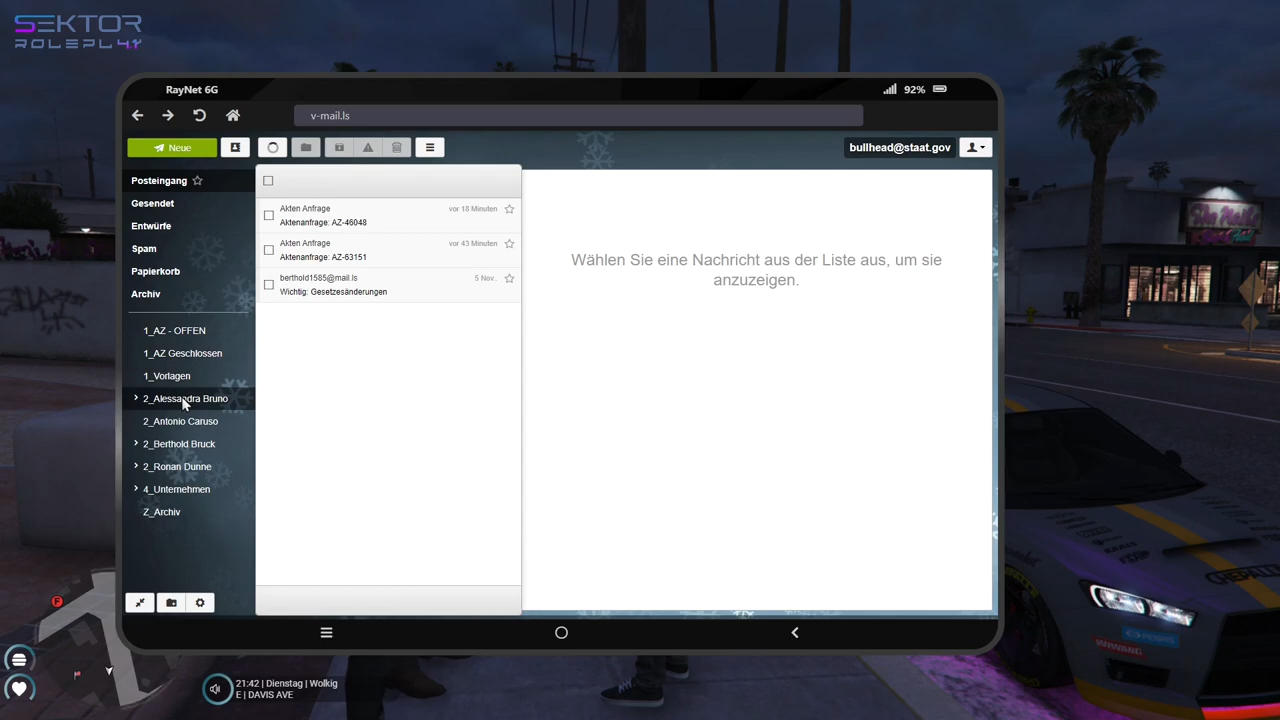 SEKTOR
ROLEPL4Y
RayNet 6G
92%
v-mail.ls
Neue
bullhead@staat.gov
Posteingang
Gesendet
Entwürfe
Spam
Papierkorb
Archiv
1_AZ - OFFEN
1_AZ Geschlossen
1_Vorlagen
2_Alessandra Bruno
2_Antonio Caruso
2_Berthold Bruck
2_Ronan Dunne
4_Unternehmen
Z_Archiv
Akten Anfrage
vor 18 Minuten
Aktenanfrage: AZ-46048
Akten Anfrage
vor 43 Minuten
Aktenanfrage: AZ-63151
berthold1585@mail.ls
5 Nov..
Wichtig: Gesetzesänderungen
Wählen Sie eine Nachricht aus der Liste aus, um sie
anzuzeigen.
F
21:42 | Dienstag | Wolkig
E | DAVIS AVE